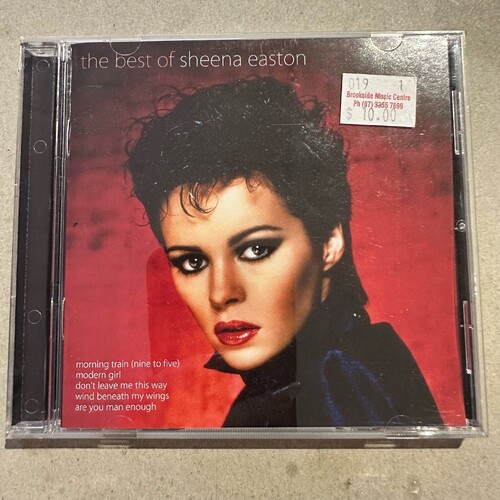 the best of sheena easton
019 1
Brookside Music Centre
Ph (07) 3355 7899
$ 10.00
morning train (nine to five)
modern girl
don't leave me this way
wind beneath my wings
are you man enough